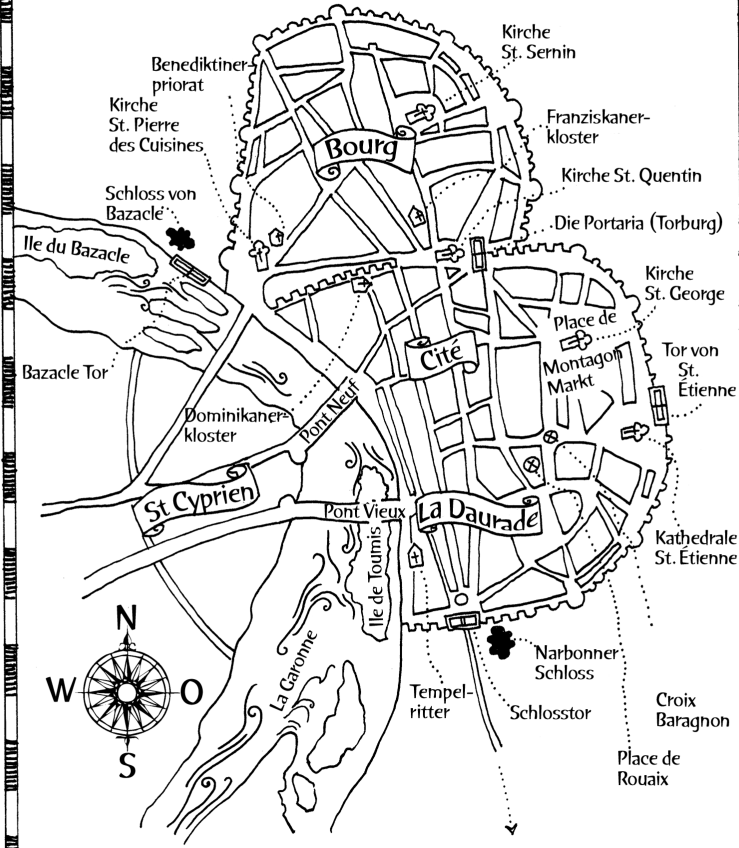 Kirche
St. Sernin
Benediktiner-
priorat
Kirche
St. Pierre
des Cuisines
Franziskaner-
kloster
Bourg
Kirche St. Quentin
Schloss von
Bazacle
Die Portaria (Torburg)
Ile du Bazacle
Kirche
St. George
Place de
Montagon
Markt
Cité
Tor von
St.
Étienne
Bazacle Tor
Dominikaner-
kloster
Pont Neuf
St Cyprien
Pont Vieux
La Daurade
Ile de Toumis
Kathedrale
St. Étienne
N
W
O
S
La Garonne
Narbonner
Schloss
Tempel-
ritter
Schlosstor
Croix
Baragnon
Place de
Rouaix